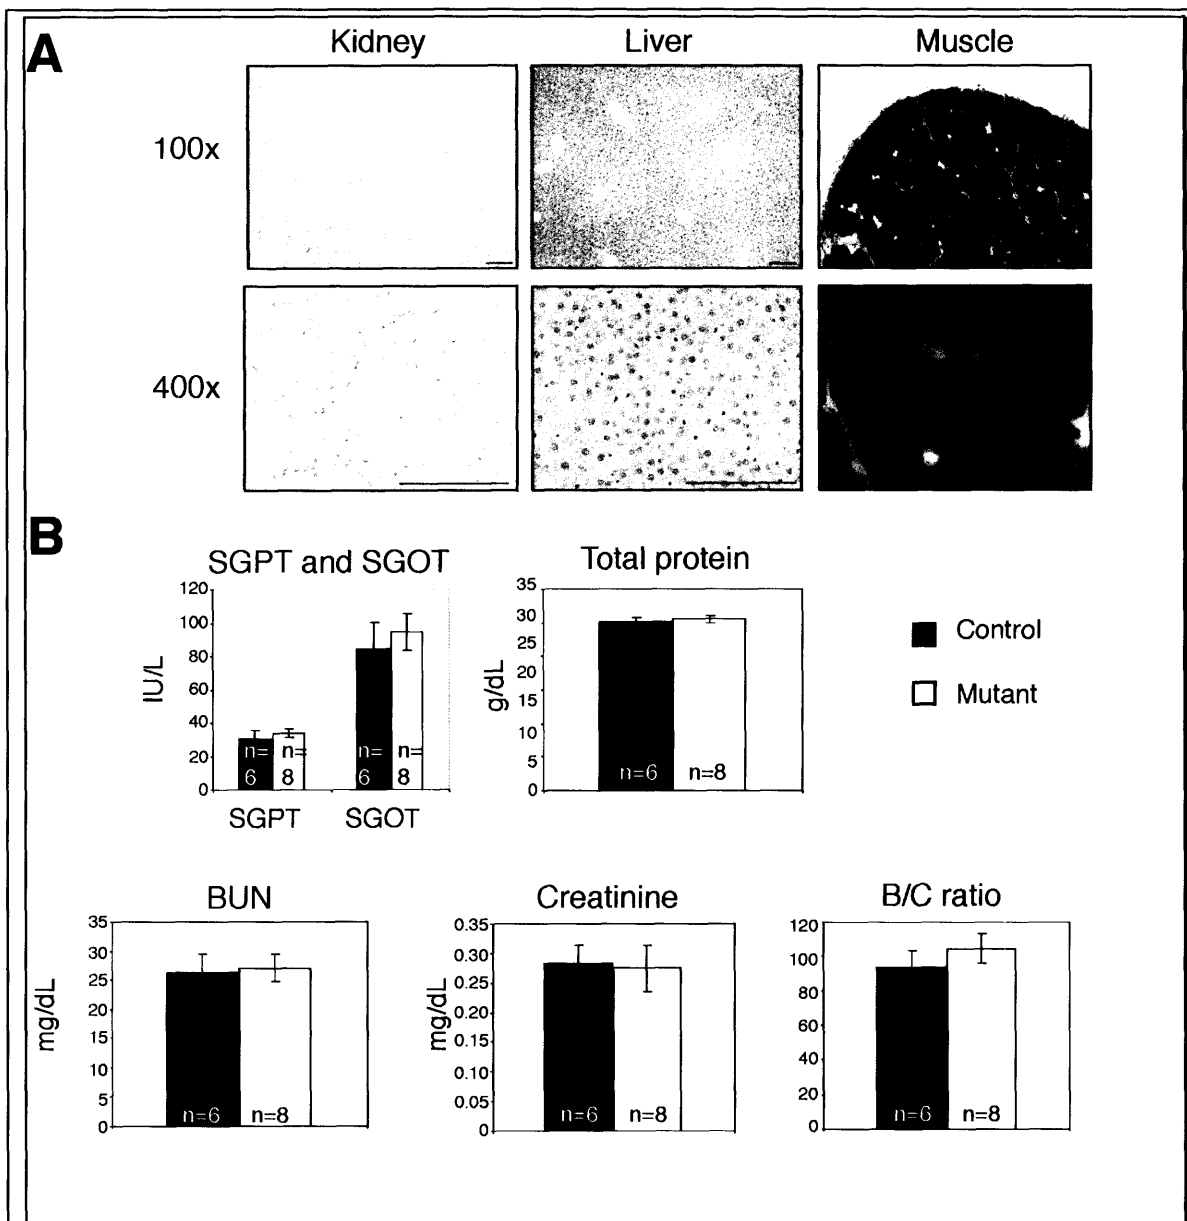 A
Kidney Liver Muscle
100x
400x
B
SGPT and SGOT
120
100
80
60
40
20
0
IU/L
n=
6
n=
8
n=
6
n=
8
SGPT SGOT
Total protein
35
30
25
20
15
10
5
0
g/dL
n=6 n=8
Control
Mutant
BUN
35
30
25
20
15
10
5
0
mg/dL
n=6 n=8
Creatinine
0.35
0.30
0.25
0.20
0.15
0.10
0.05
0
mg/dL
n=6 n=8
B/C ratio
120
100
80
60
40
20
0
n=6 n=8